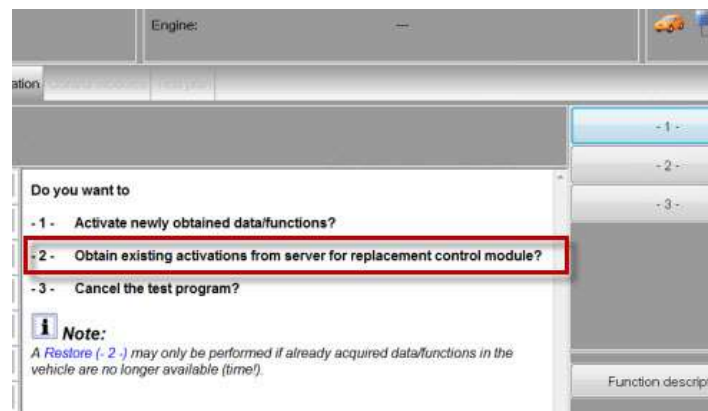 Engine: ---
ation
- 1 -
- 2 -
- 3 -
Do you want to
- 1 - Activate newly obtained data/functions?
- 2 - Obtain existing activations from server for replacement control module?
- 3 - Cancel the test program?
i Note:
A Restore (- 2 -) may only be performed if already acquired data/functions in the
vehicle are no longer available (time!).
Function descrip